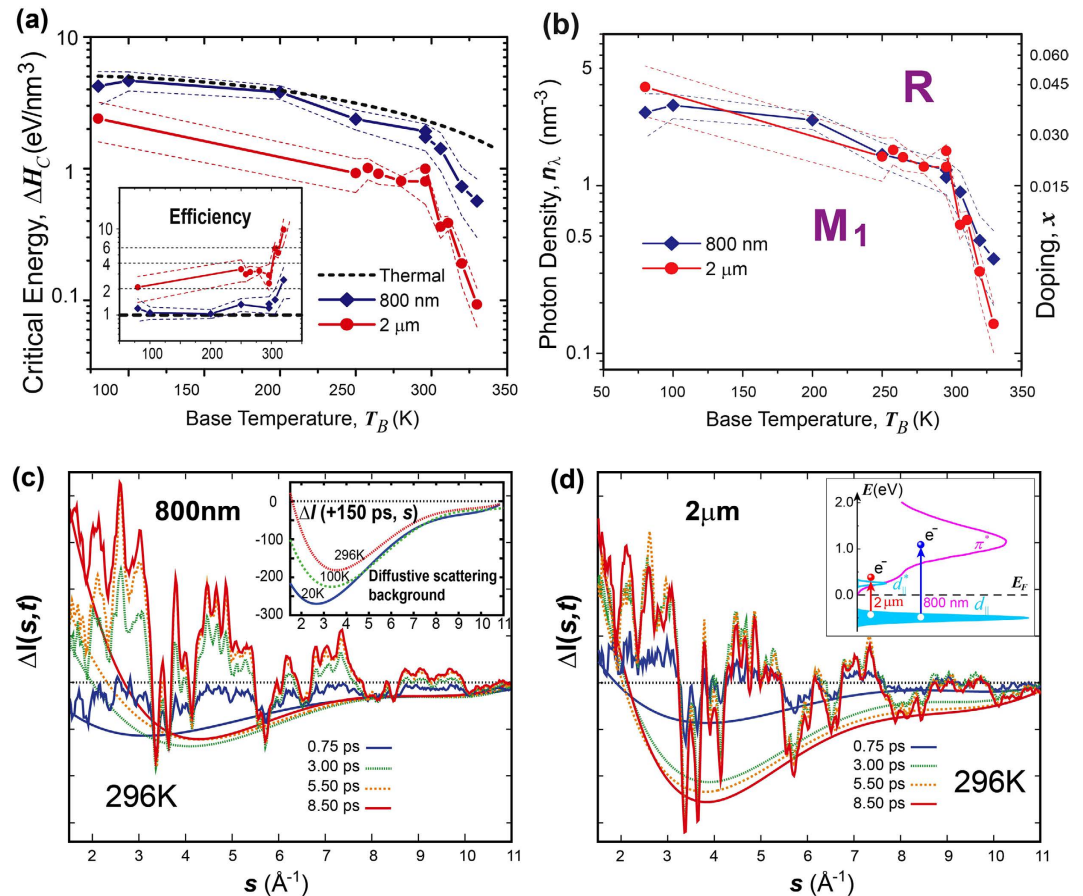 (a)
Critical Energy, ΔH_C (eV/nm³)
10
1
0.1
100 150 200 250 300 350
Base Temperature, T_B (K)
Efficiency
10
8
6
4
2
1
100 200 300
Thermal
800 nm
2 μm
(b)
Photon Density, n_λ (nm⁻³)
5
1
0.5
0.1
50 100 150 200 250 300 350
Base Temperature, T_B (K)
R
M₁
800 nm
2 μm
0.060
0.045
0.030
0.015
Doping, x
(c)
ΔI(s,t)
800nm
ΔI (+150 ps, s)
0
-100
-200
-300
2 3 4 5 6 7 8 9 10 11
296K
100K
20K
Diffustive scattering
background
0.75 ps
3.00 ps
5.50 ps
8.50 ps
296K
2 3 4 5 6 7 8 9 10 11
s (Å⁻¹)
(d)
ΔI(s,t)
2μm
E(eV)
2.0
1.0
0.0
e⁻
e⁻
π*
d*∥
E_F
2 μm
800 nm
d∥
0.75 ps
3.00 ps
5.50 ps
8.50 ps
296K
2 3 4 5 6 7 8 9 10 11
s (Å⁻¹)